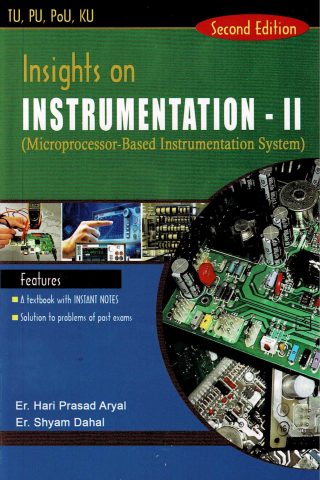 TU, PU, PoU, KU
Second Edition
Insights on
INSTRUMENTATION - II
(Microprocessor-Based Instrumentation System)
Features
A textbook with INSTANT NOTES
Solution to problems of past exams
Er. Hari Prasad Aryal
Er. Shyam Dahal